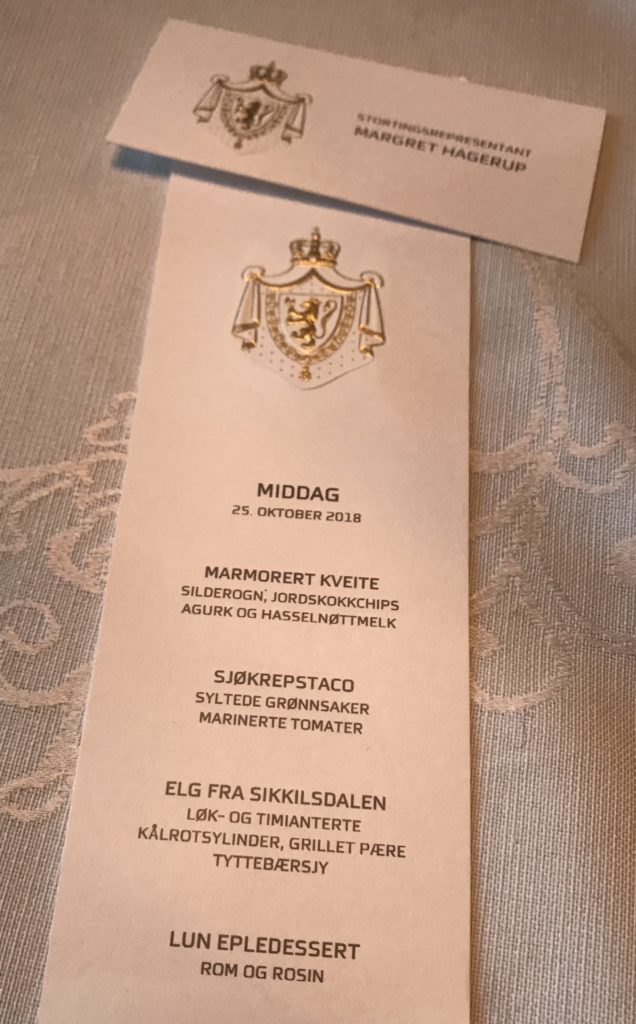 STORTINGSREPRESENTANT
MARGRET HAGERUP
MIDDAG
25. OKTOBER 2018
MARMORERT KVEITE
SILDEROGN, JORDSKOKKCHIPS
AGURK OG HASSELNØTTMELK
SJØKREPSTACO
SYLTEDE GRØNNSAKER
MARINERTE TOMATER
ELG FRA SIKKILSDALEN
LØK- OG TIMIANTERTE
KÅLROTSYLINDER, GRILLET PÆRE
TYTTEBÆRSJY
LUN EPLEDESSERT
ROM OG ROSIN